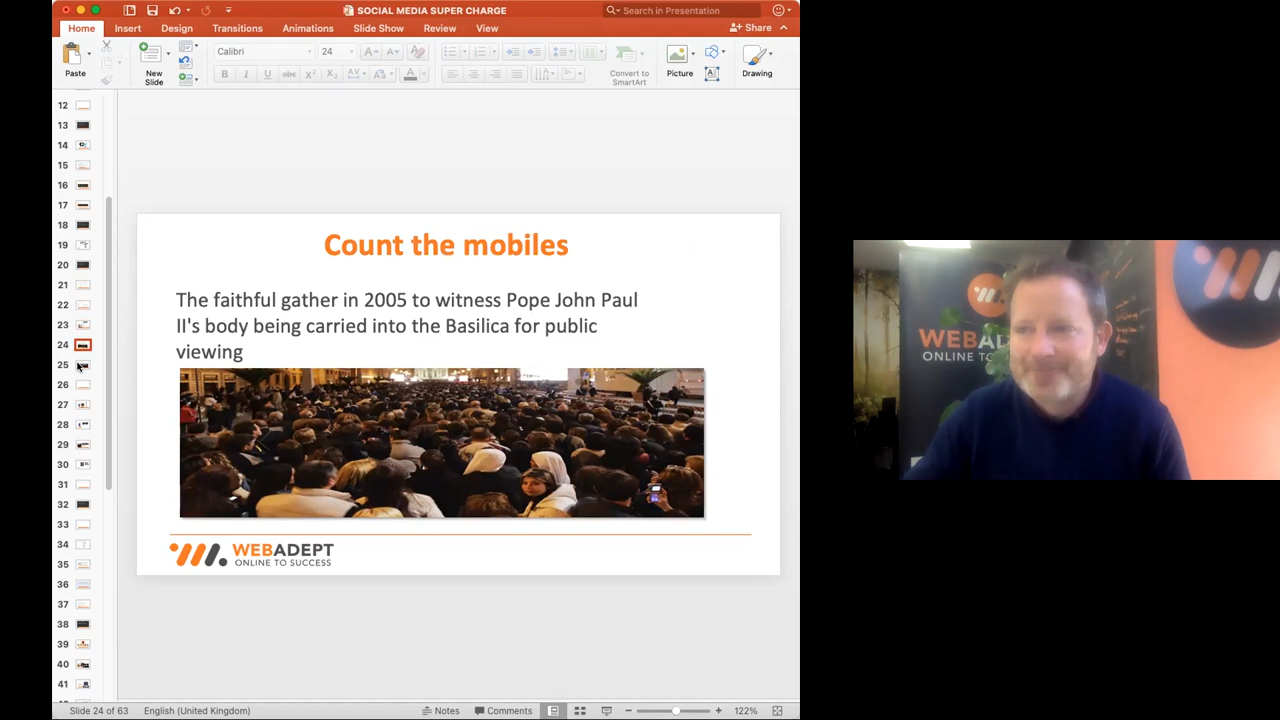 SOCIAL MEDIA SUPER CHARGE
Search in Presentation
Home
Insert
Design
Transitions
Animations
Slide Show
Review
View
Share
Paste
New
Slide
Calibri
24
Convert to
SmartArt
Picture
Drawing
12
13
14
15
16
17
18
19
20
21
22
23
24
25
26
27
28
29
30
31
32
33
34
35
36
37
38
39
40
41
Count the mobiles
The faithful gather in 2005 to witness Pope John Paul
II's body being carried into the Basilica for public
viewing
WEBADEPT
ONLINE TO SUCCESS
Slide 24 of 63
English (United Kingdom)
Notes
Comments
122%
WEBAD
ONLINE TO